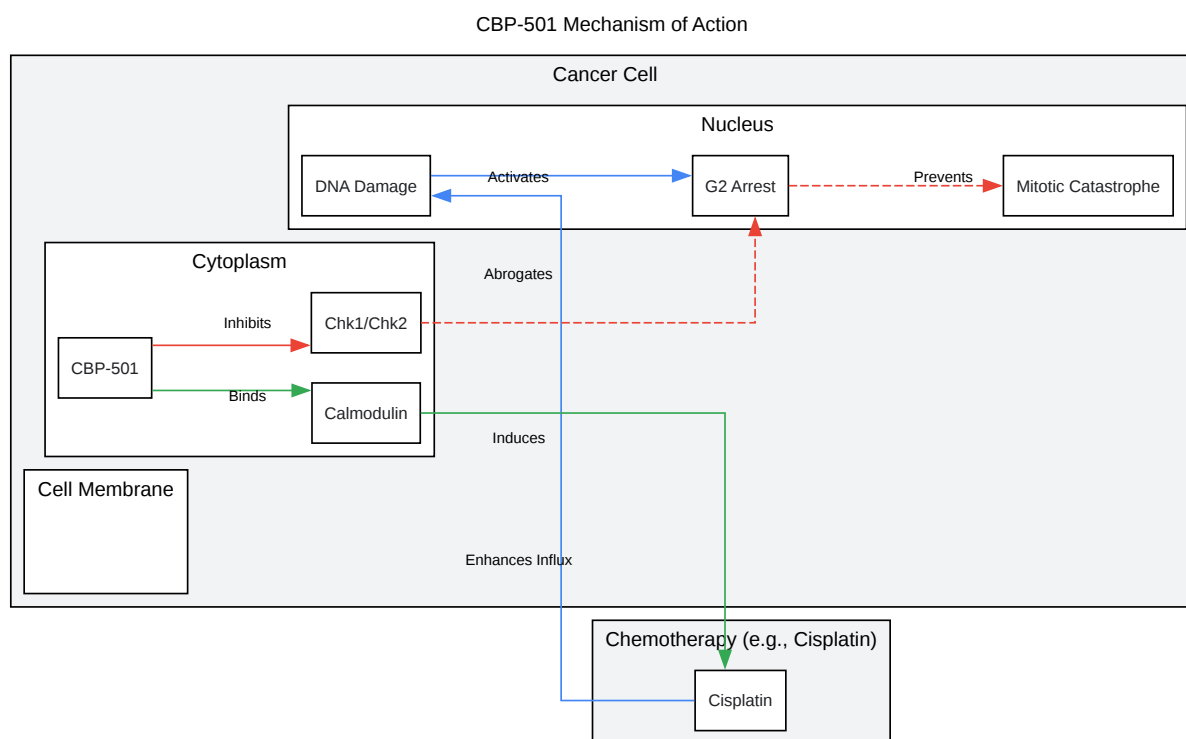 CBP-501 Mechanism of Action
Cancer Cell
Nucleus
DNA Damage
Activates
G2 Arrest
Prevents
Mitotic Catastrophe
Cytoplasm
Abrogates
Inhibits
Chk1/Chk2
CBP-501
Binds
Calmodulin
Induces
Cell Membrane
Enhances Influx
Chemotherapy (e.g., Cisplatin)
Cisplatin